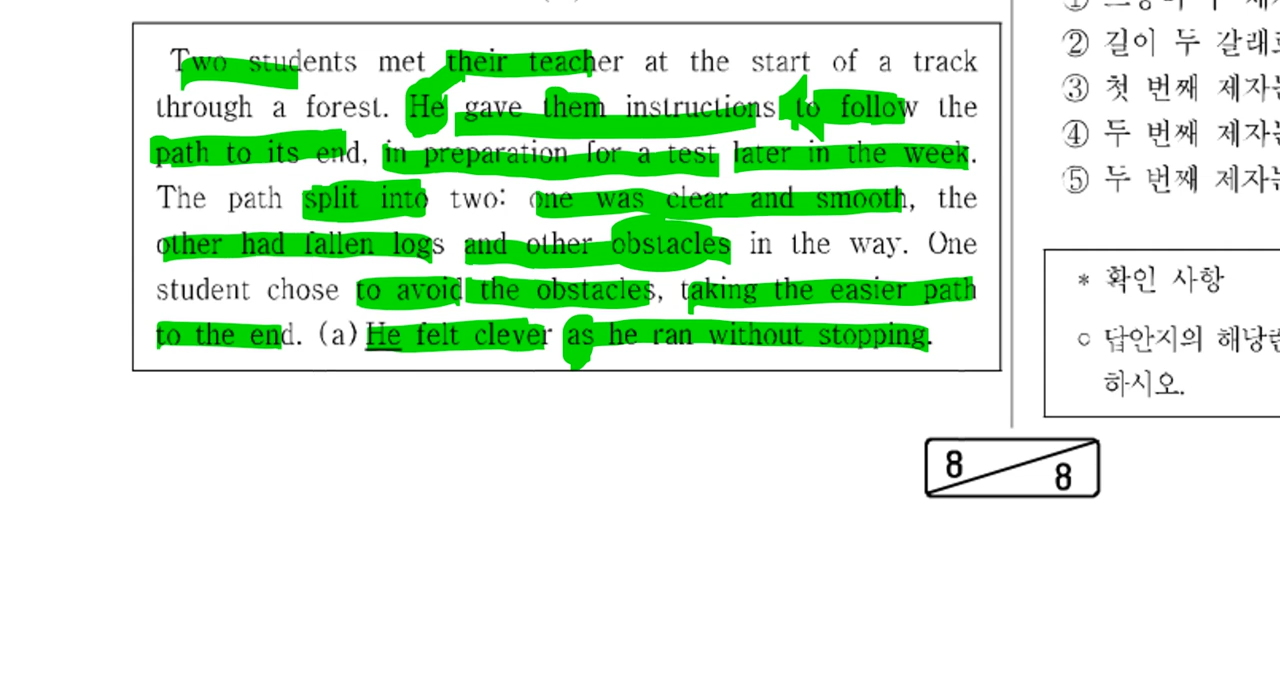 Two students met their teacher at the start of a track
through a forest. He gave them instructions to follow the
path to its end, in preparation for a test later in the week.
The path split into two: one was clear and smooth, the
other had fallen logs and other obstacles in the way. One
student chose to avoid the obstacles, taking the easier path
to the end. (a) He felt clever as he ran without stopping.
② 길이 두 갈래로
③ 첫 번째 제자는
④ 두 번째 제자는
⑤ 두 번째 제자는
* 확인 사항
○ 답안지의 해당란
하시오.
8
8